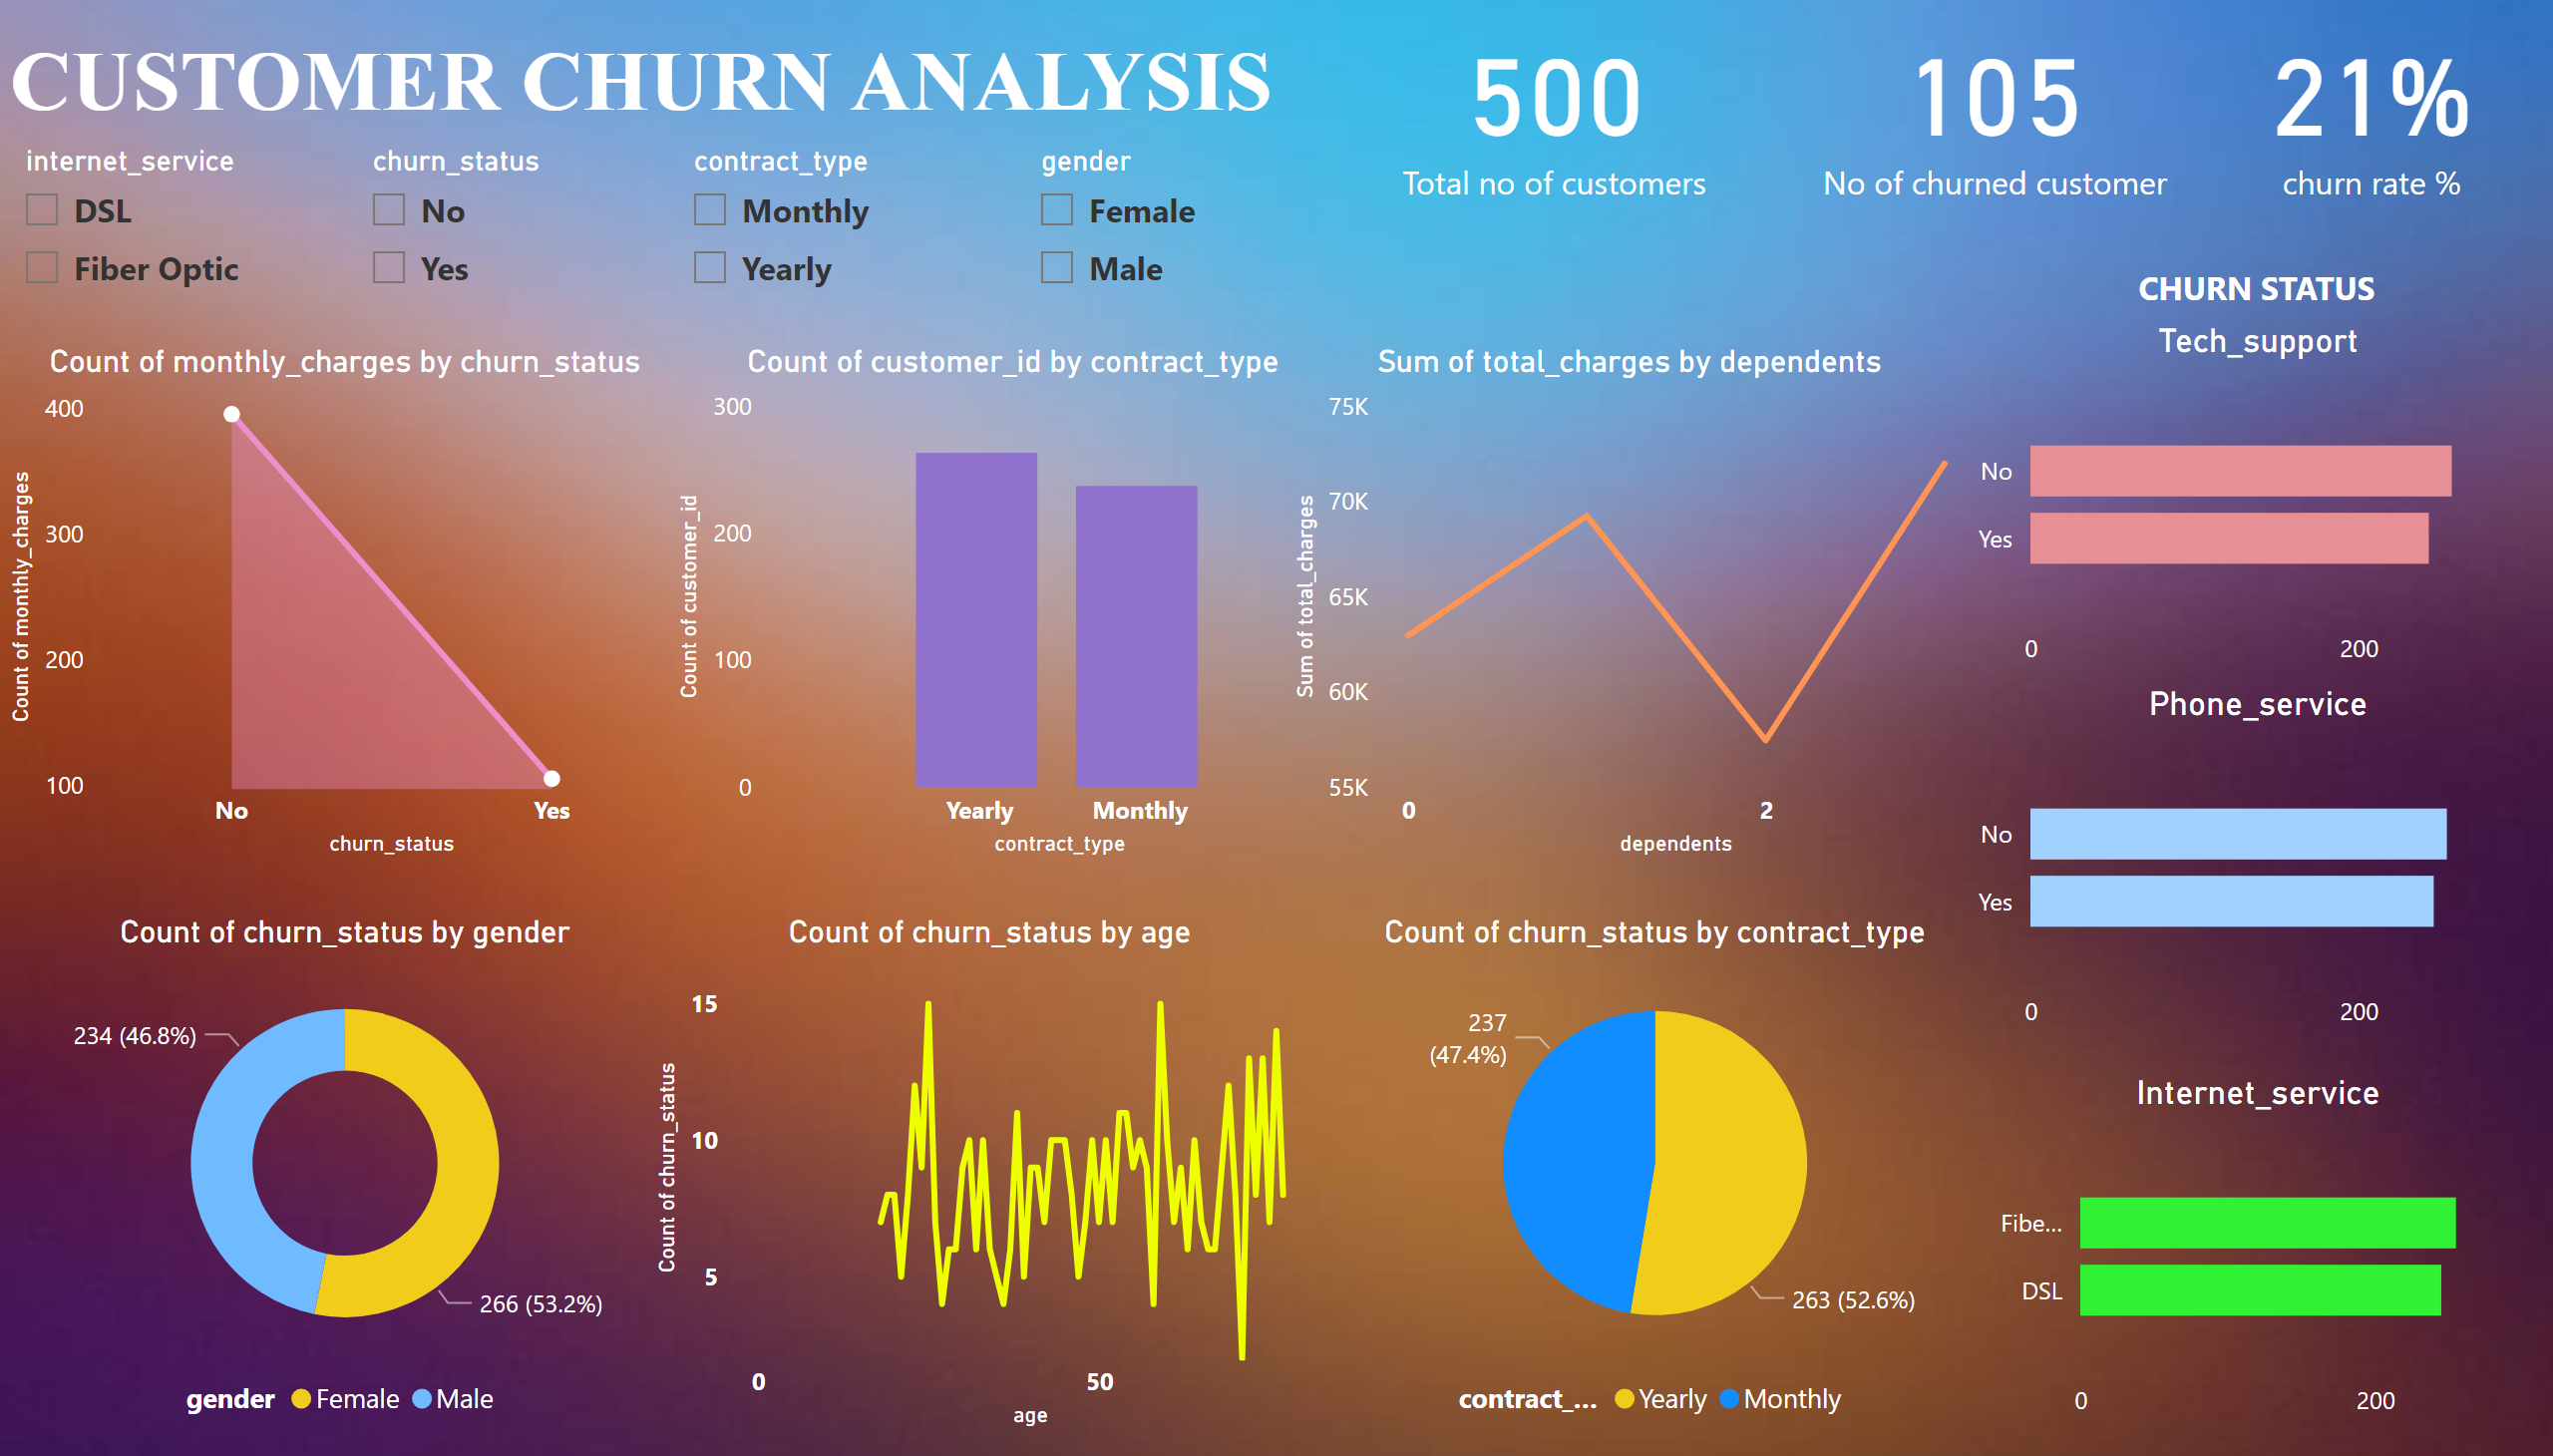 CUSTOMER CHURN ANALYSIS
500
Total no of customers
105
No of churned customer
21%
churn rate %
internet_service
DSL
Fiber Optic
churn_status
No
Yes
contract_type
Monthly
Yearly
gender
Female
Male
Count of monthly_charges by churn_status
Count of monthly_charges
400
300
200
100
No
Yes
churn_status
Count of customer_id by contract_type
Count of customer_id
300
200
100
0
Yearly
Monthly
contract_type
Sum of total_charges by dependents
Sum of total_charges
75K
70K
65K
60K
55K
0
2
dependents
CHURN STATUS
Tech_support
No
Yes
0
200
Phone_service
No
Yes
0
200
Internet_service
Fibe...
DSL
0
200
Count of churn_status by gender
234 (46.8%)
266 (53.2%)
gender
Female
Male
Count of churn_status by age
Count of churn_status
15
10
5
0
50
age
Count of churn_status by contract_type
237
(47.4%)
263 (52.6%)
contract_...
Yearly
Monthly